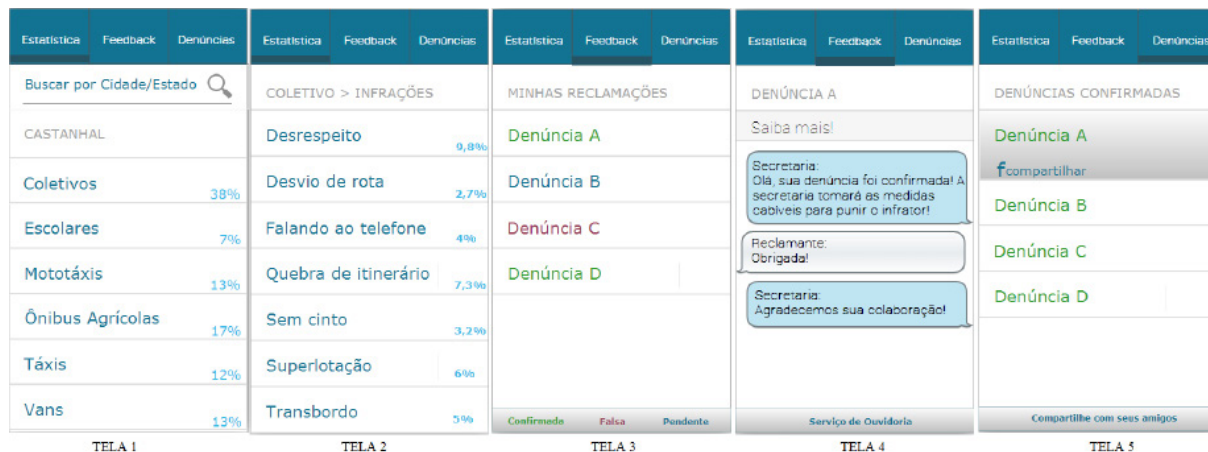 Estatística Feedback Denúncias
Buscar por Cidade/Estado
CASTANHAL
Coletivos 38%
Escolares 7%
Mototáxis 13%
Ônibus Agrícolas 17%
Táxis 12%
Vans 13%
TELA 1
Estatística Feedback Denúncias
COLETIVO > INFRAÇÕES
Desrespeito 9,8%
Desvio de rota 2,7%
Falando ao telefone 4%
Quebra de itinerário 7,3%
Sem cinto 3,2%
Superlotação 6%
Transbordo 5%
TELA 2
Estatística Feedback Denúncias
MINHAS RECLAMAÇÕES
Denúncia A
Denúncia B
Denúncia C
Denúncia D
Confirmada Falsa Pendente
TELA 3
Estatística Feedback Denúncias
DENÚNCIA A
Saiba mais!
Secretaria:
Olá, sua denúncia foi confirmada! A
secretaria tomará as medidas
cabíveis para punir o infrator!
Reclamante:
Obrigada!
Secretaria:
Agradecemos sua colaboração!
Serviço de Ouvidoria
TELA 4
Estatística Feedback Denúncias
DENÚNCIAS CONFIRMADAS
Denúncia A
f compartilhar
Denúncia B
Denúncia C
Denúncia D
Compartilhe com seus amigos
TELA 5